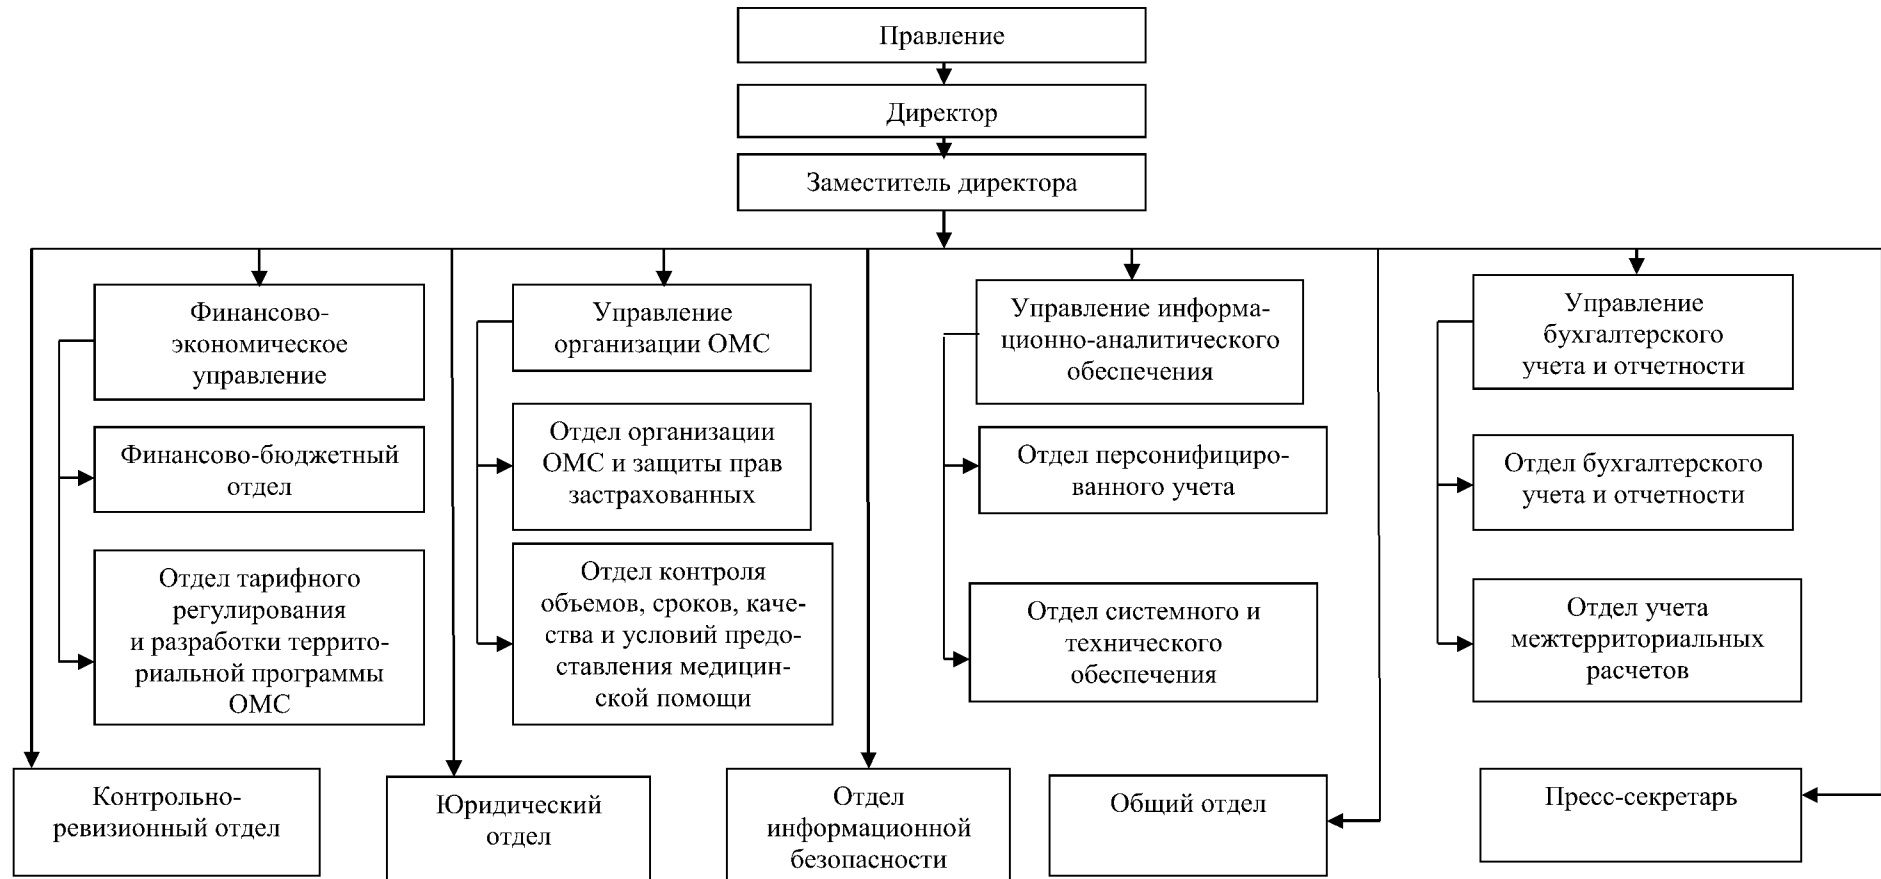 Правление
Директор
Заместитель директора
Финансово-
экономическое
управление
Управление
организации ОМС
Управление информа-
ционно-аналитического
обеспечения
Управление
бухгалтерского
учета и отчетности
Финансово-бюджетный
отдел
Отдел организации
ОМС и защиты прав
застрахованных
Отдел персонифициро-
ванного учета
Отдел бухгалтерского
учета и отчетности
Отдел тарифного
регулирования
и разработки террито-
риальной программы
ОМС
Отдел контроля
объемов, сроков, каче-
ства и условий предо-
ставления медицин-
ской помощи
Отдел системного и
технического
обеспечения
Отдел учета
межтерриториальных
расчетов
Контрольно-
ревизионный отдел
Юридический
отдел
Отдел
информационной
безопасности
Общий отдел
Пресс-секретарь